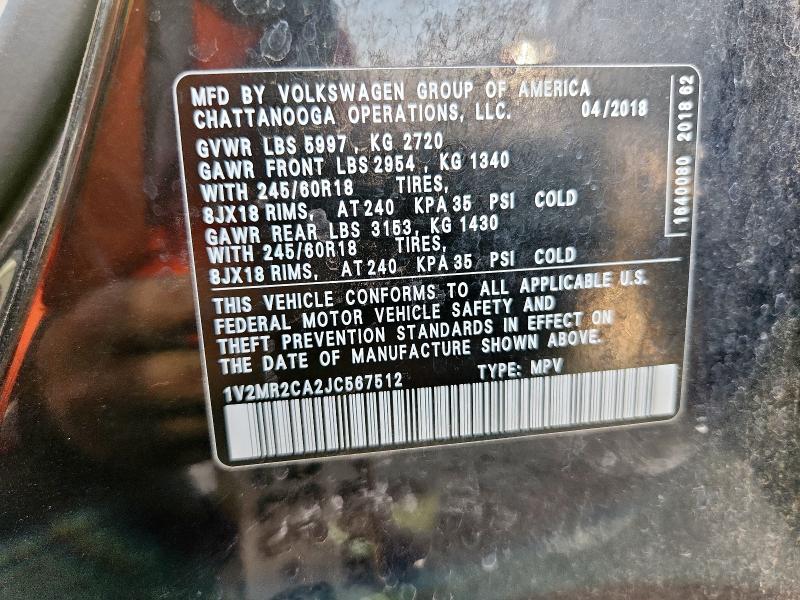 MFD BY VOLKSWAGEN GROUP OF AMERICA
CHATTANOOGA OPERATIONS, LLC. 04/2018
GVWR LBS 5997 , KG 2720
GAWR FRONT LBS 2954 , KG 1340
WITH 245/60R18 TIRES,
8JX18 RIMS, AT 240 KPA 35 PSI COLD
GAWR REAR LBS 3153, KG 1430
WITH 245/60R18 TIRES,
8JX18 RIMS, AT 240 KPA 35 PSI COLD
THIS VEHICLE CONFORMS TO ALL APPLICABLE U.S.
FEDERAL MOTOR VEHICLE SAFETY AND
THEFT PREVENTION STANDARDS IN EFFECT ON
THE DATE OF MANUFACTURE SHOWN ABOVE.
1V2MR2CA2JC567512 TYPE: MPV
1640080 2018 62